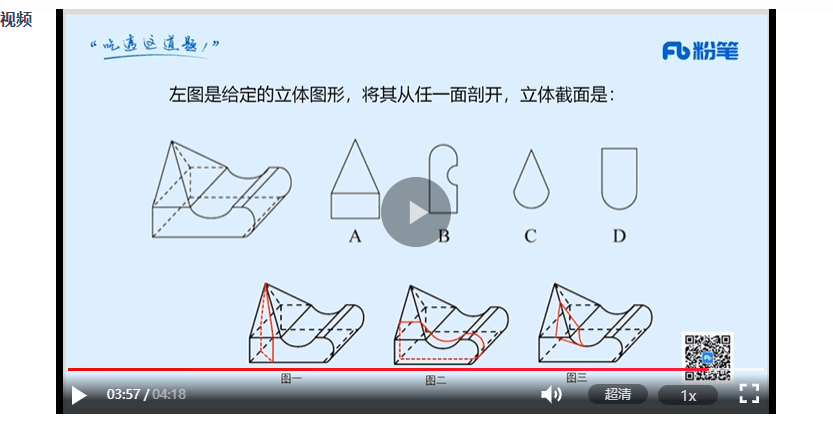 视频
“吃透这道题！”
粉笔
左图是给定的立体图形，将其从任一面剖开，立体截面是：
A B C D
图一 图二 图三
03:57 / 04:18 超清 1x